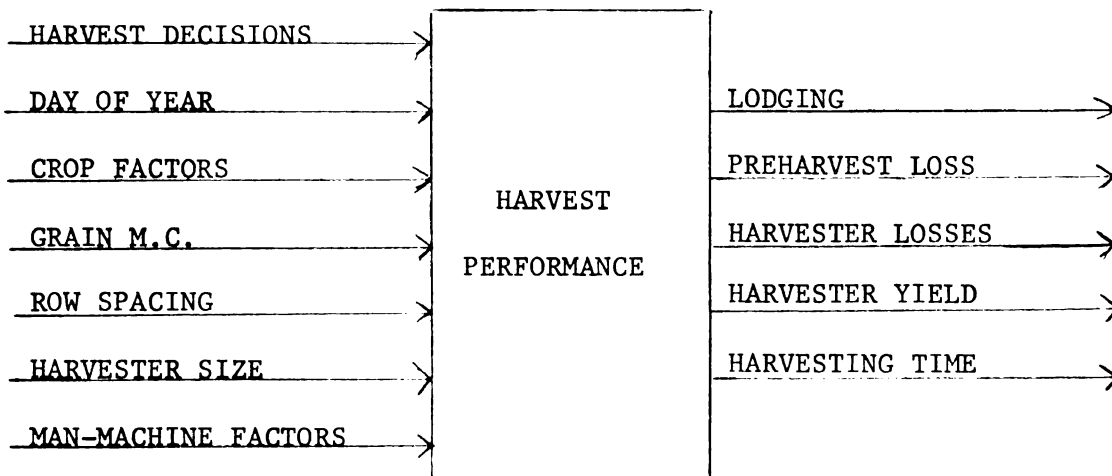 HARVEST DECISIONS
DAY OF YEAR
CROP FACTORS
GRAIN M.C.
ROW SPACING
HARVESTER SIZE
MAN-MACHINE FACTORS
HARVEST
PERFORMANCE
LODGING
PREHARVEST LOSS
HARVESTER LOSSES
HARVESTER YIELD
HARVESTING TIME